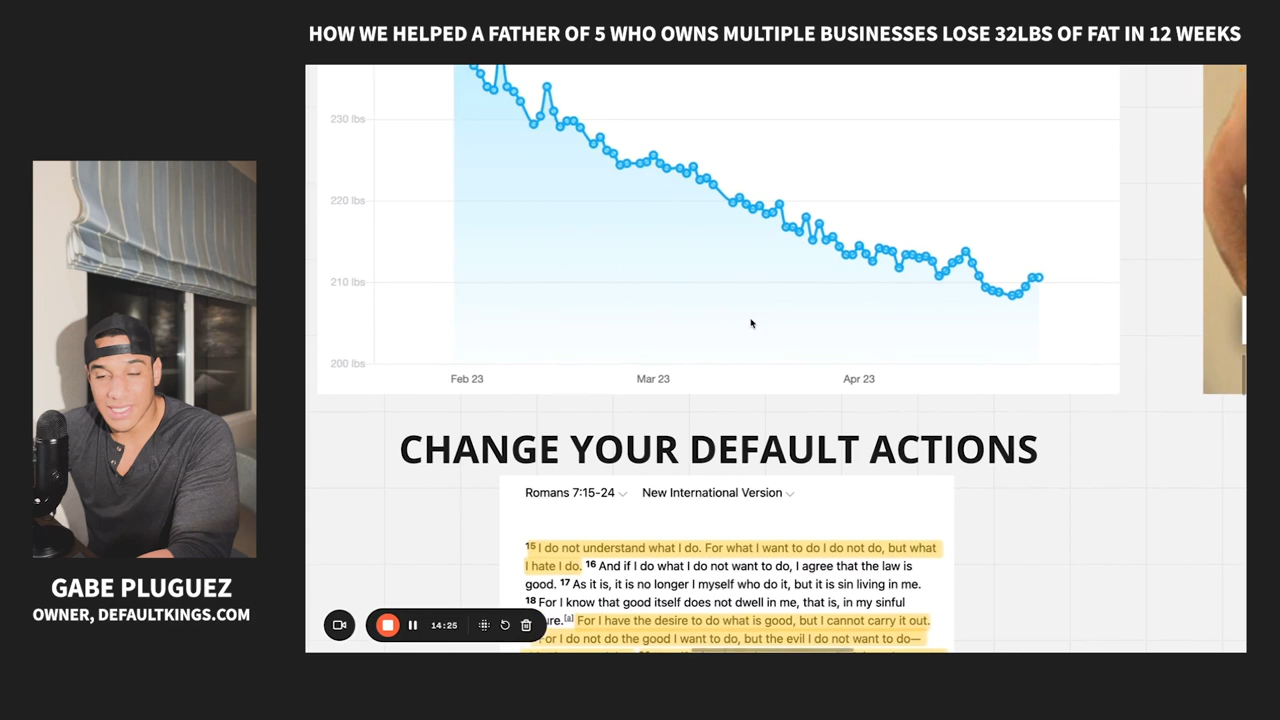 HOW WE HELPED A FATHER OF 5 WHO OWNS MULTIPLE BUSINESSES LOSE 32LBS OF FAT IN 12 WEEKS
230 lbs
220 lbs
210 lbs
200 lbs
Feb 23
Mar 23
Apr 23
CHANGE YOUR DEFAULT ACTIONS
Romans 7:15-24 New International Version
15 I do not understand what I do. For what I want to do I do not do, but what
I hate I do. 16 And if I do what I do not want to do, I agree that the law is
good. 17 As it is, it is no longer I myself who do it, but it is sin living in me.
18 For I know that good itself does not dwell in me, that is, in my sinful
ure.[a] For I have the desire to do what is good, but I cannot carry it out.
For I do not do the good I want to do, but the evil I do not want to do—
14:25
GABE PLUGUEZ
OWNER, DEFAULTKINGS.COM